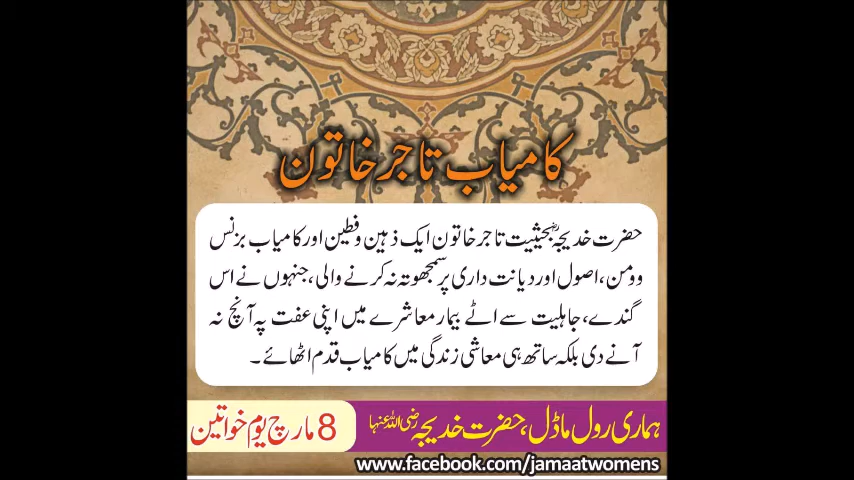 کامیاب تاجر خاتون
حضرت خدیجہؓ بحیثیت تاجر خاتون ایک ذہین و فطین اور کامیاب بزنس
وومن، اصول اور دیانت داری پر سمجھوتہ نہ کرنے والی، جنہوں نے اس
گندے، جاہلیت سے اٹے بیمار معاشرے میں اپنی عفت پہ آنچ نہ
آنے دی بلکہ ساتھ ہی معاشی زندگی میں کامیاب قدم اٹھائے۔
ہماری رول ماڈل، حضرت خدیجہ رضی اللہ عنہا
8 مارچ یوم خواتین
www.facebook.com/jamaatwomens